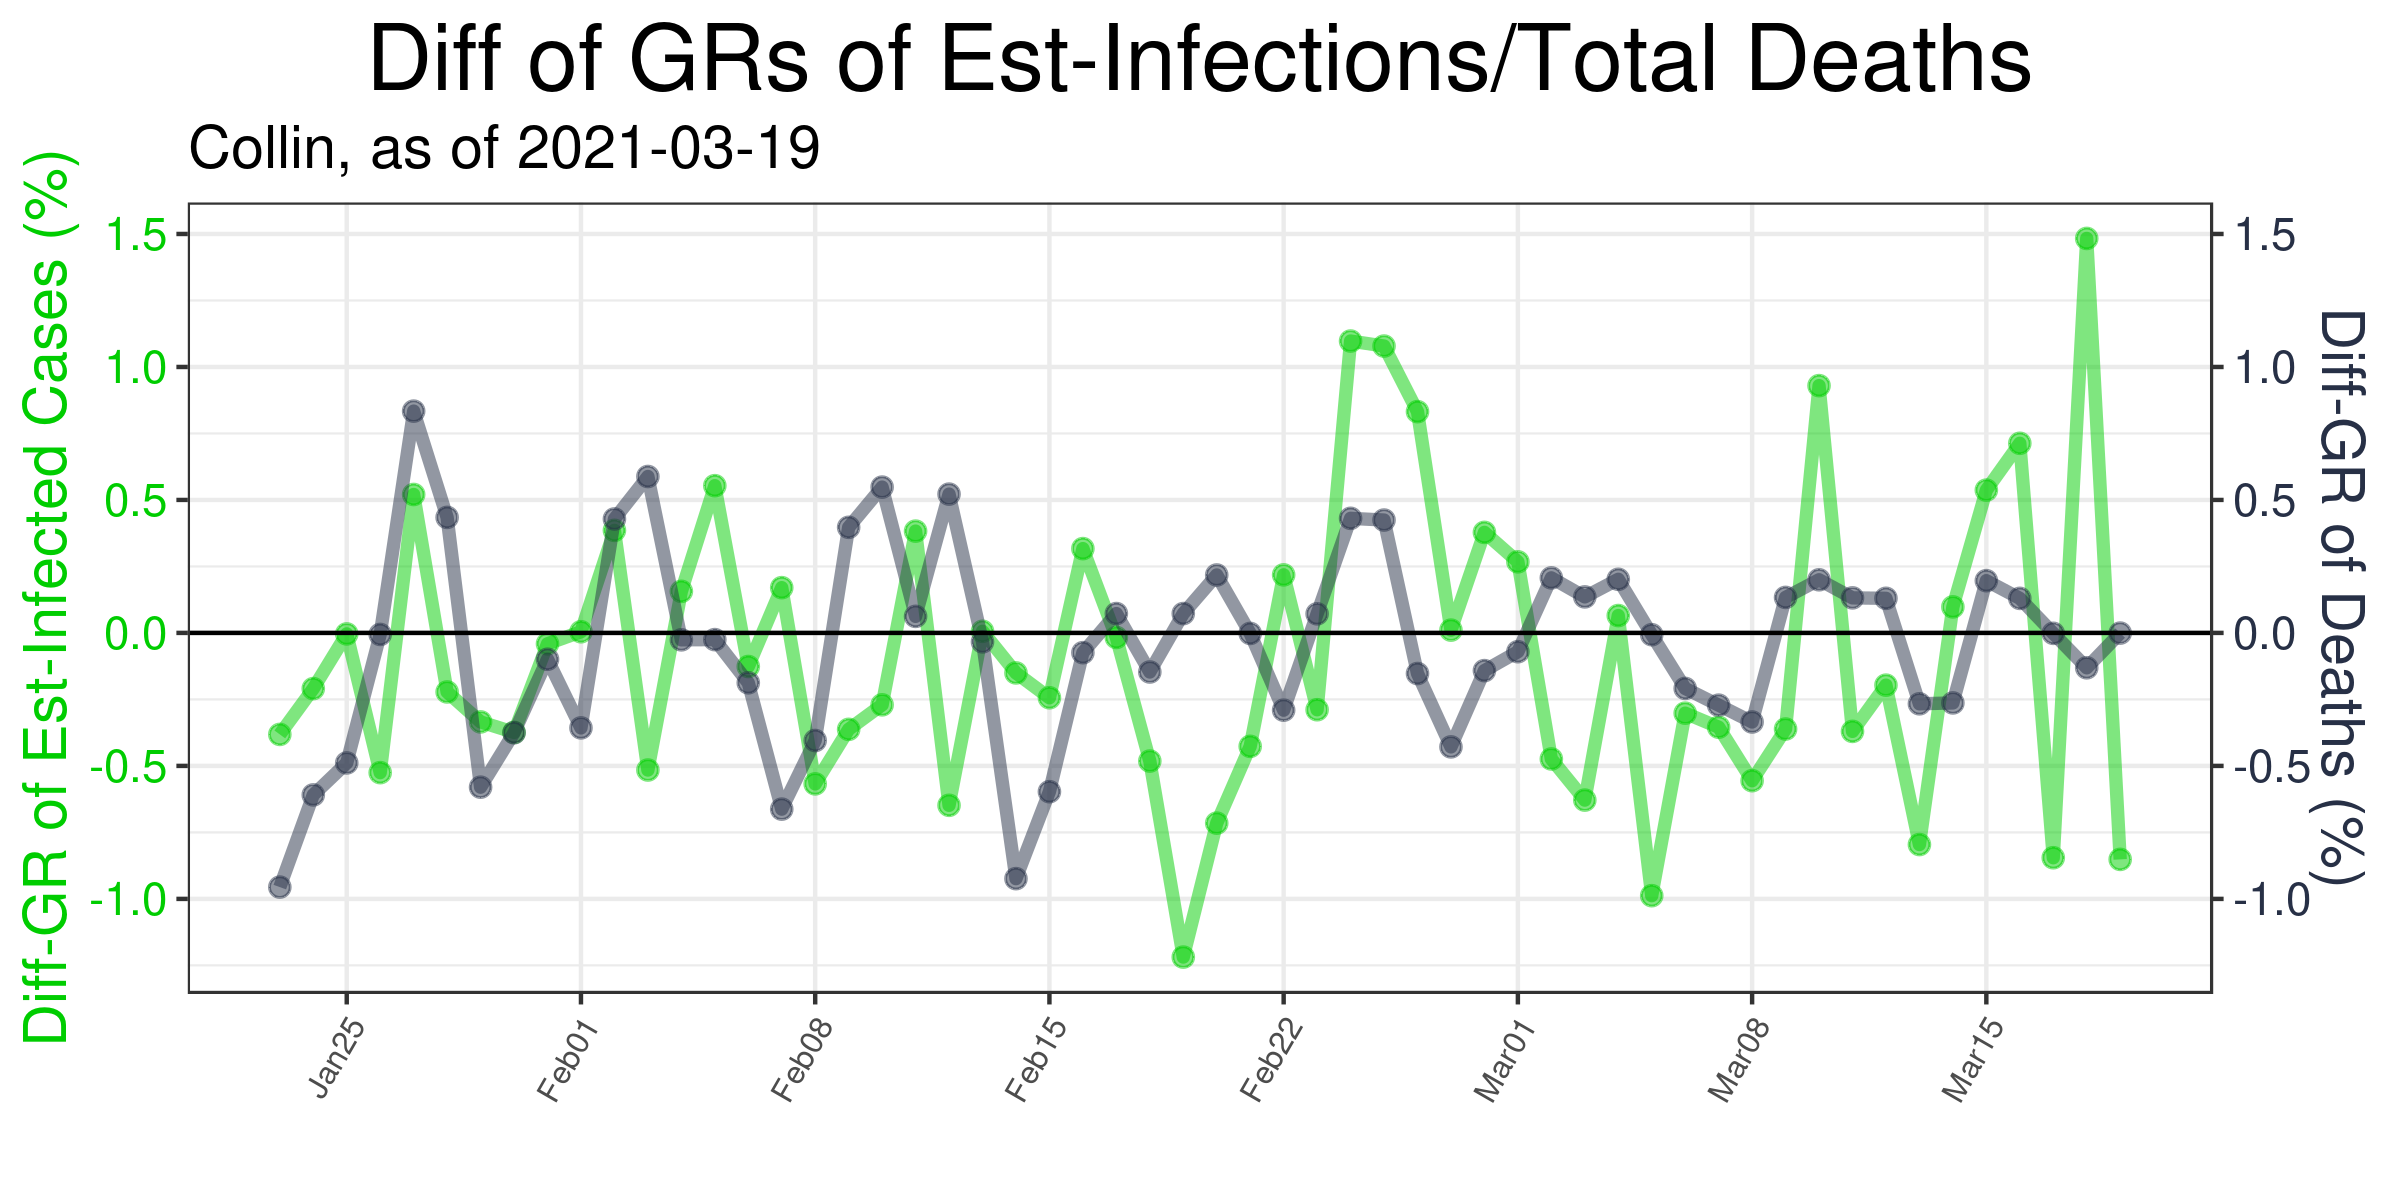 Diff of GRs of Est-Infections/Total Deaths
Collin, as of 2021-03-19
Diff-GR of Est-Infected Cases (%)
1.5
1.0
0.5
0.0
-0.5
-1.0
1.5
1.0
0.5
0.0
-0.5
-1.0
Diff-GR of Deaths (%)
Jan25
Feb01
Feb08
Feb15
Feb22
Mar01
Mar08
Mar15